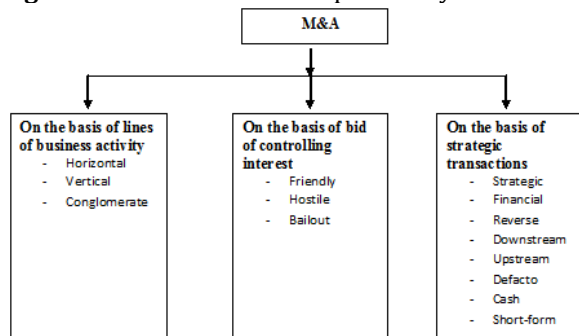 M&A
On the basis of lines
of business activity
- Horizontal
- Vertical
- Conglomerate
On the basis of bid
of controlling
interest
- Friendly
- Hostile
- Bailout
On the basis of
strategic
transactions
- Strategic
- Financial
- Reverse
- Downstream
- Upstream
- Defacto
- Cash
- Short-form